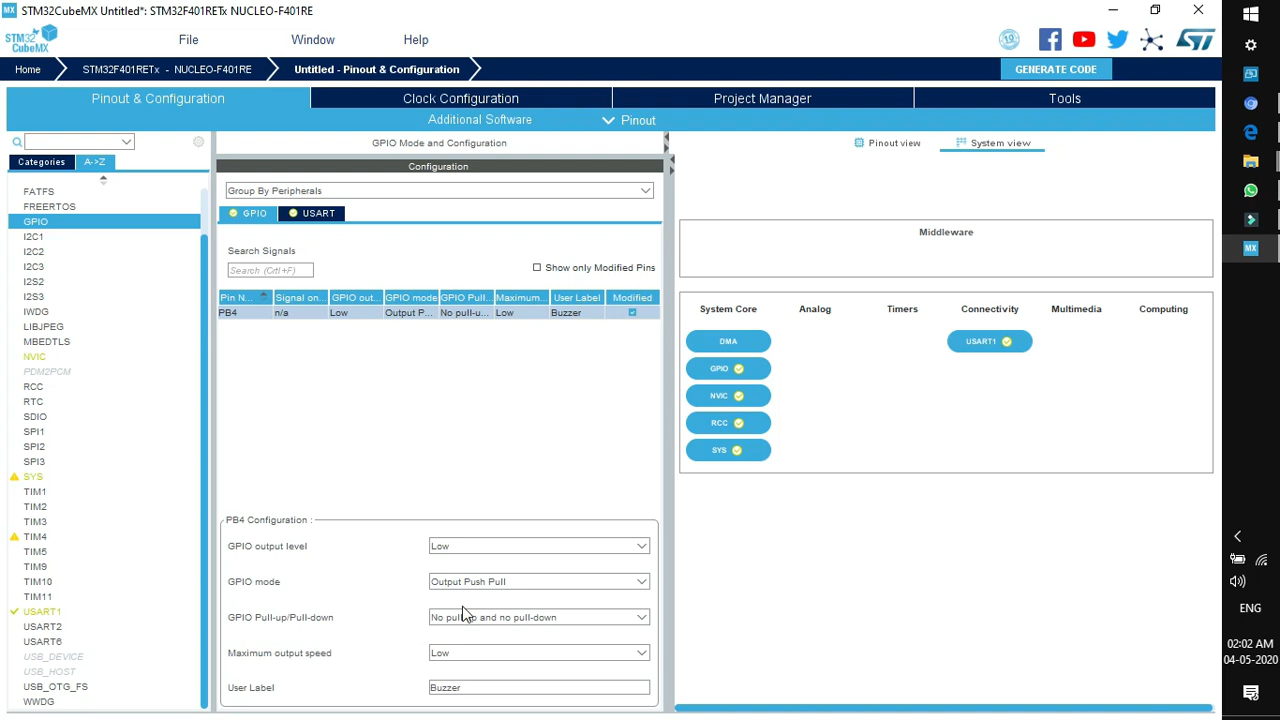 MX STM32CubeMX Untitled*: STM32F401RETx NUCLEO-F401RE
STM32 CubeMX
File Window Help
19
Home STM32F401RETx - NUCLEO-F401RE Untitled - Pinout & Configuration GENERATE CODE
Pinout & Configuration Clock Configuration Project Manager Tools
Additional Software Pinout
Categories A->Z
FATFS
FREERTOS
GPIO
I2C1
I2C2
I2C3
I2S2
I2S3
IWDG
LIBJPEG
MBEDTLS
NVIC
PDM2PCM
RCC
RTC
SDIO
SPI1
SPI2
SPI3
SYS
TIM1
TIM2
TIM3
TIM4
TIM5
TIM9
TIM10
TIM11
USART1
USART2
USART6
USB_DEVICE
USB_HOST
USB_OTG_FS
WWDG
GPIO Mode and Configuration
Configuration
Group By Peripherals
GPIO USART
Search Signals
Search (Crtl+F) Show only Modified Pins
Pin N... Signal on... GPIO out... GPIO mode GPIO Pull... Maximum... User Label Modified
PB4 n/a Low Output P... No pull-u... Low Buzzer
PB4 Configuration :
GPIO output level Low
GPIO mode Output Push Pull
GPIO Pull-up/Pull-down No pull-up and no pull-down
Maximum output speed Low
User Label Buzzer
Pinout view System view
Middleware
System Core Analog Timers Connectivity Multimedia Computing
DMA USART1
GPIO
NVIC
RCC
SYS
MX
ENG
02:02 AM
04-05-2020